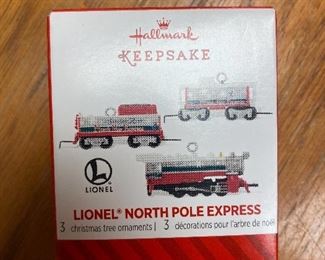 Hallmark
KEEPSAKE
L
LIONEL
LIONEL® NORTH POLE EXPRESS
3 christmas tree ornaments | 3 décorations pour l'arbre de noël